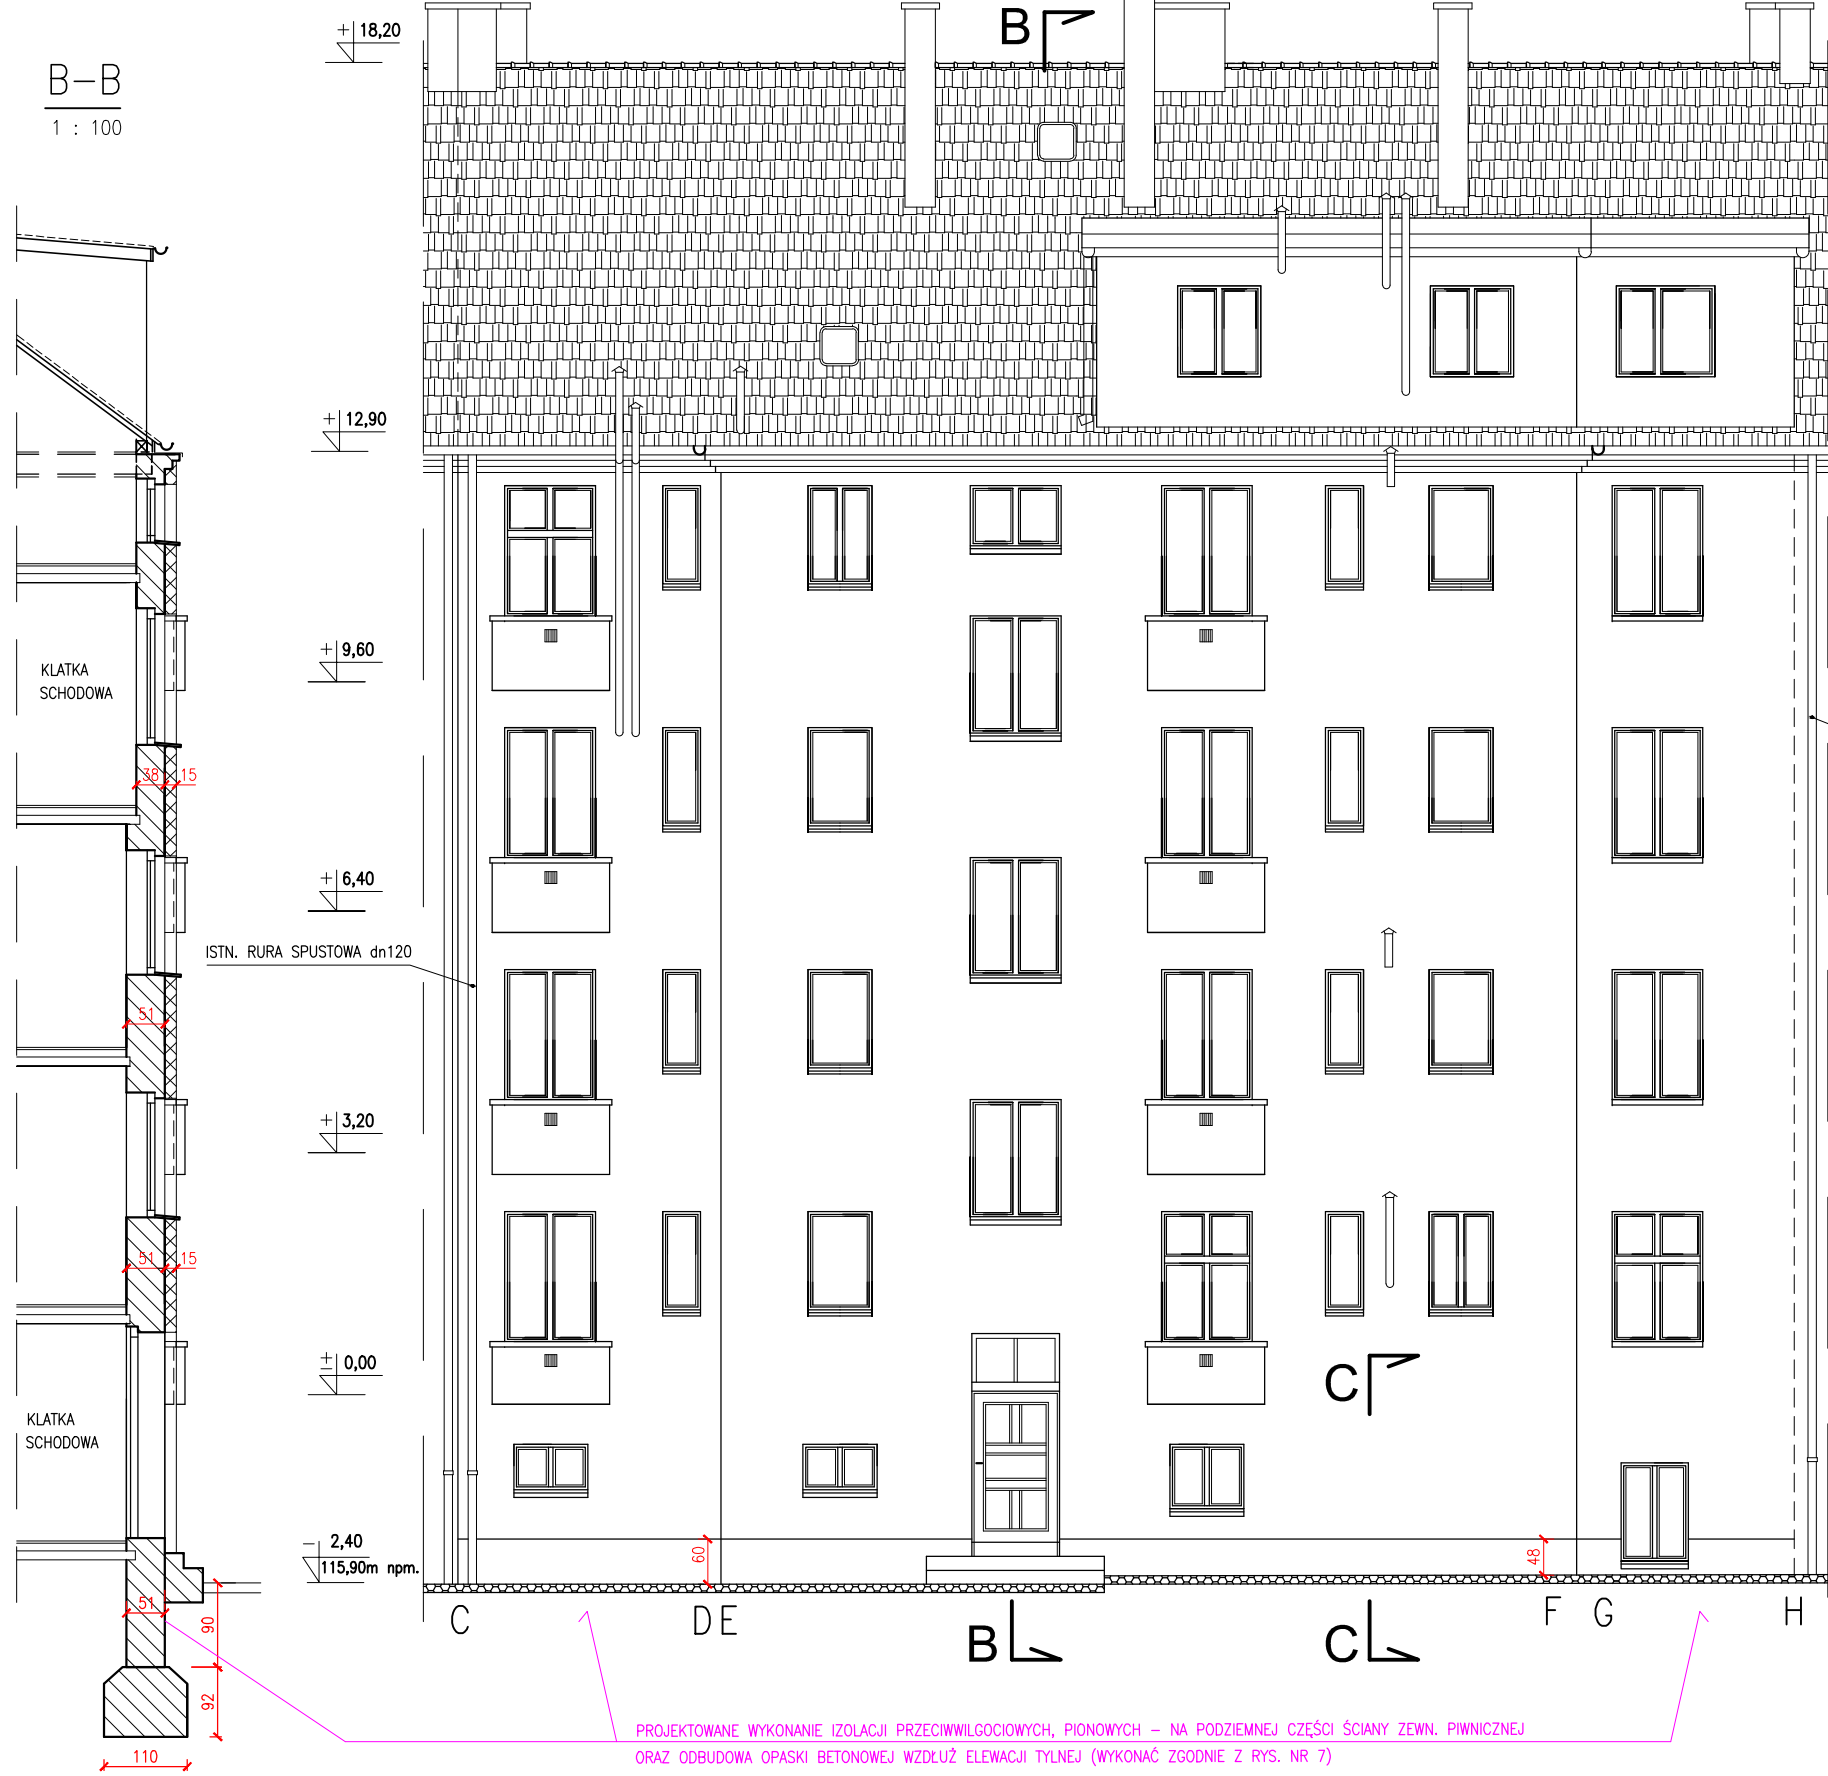 B-B
1 : 100
+ 18,20
B
+ 12,90
+ 9,60
KLATKA
SCHODOWA
38 15
+ 6,40
ISTN. RURA SPUSTOWA dn120
51
+ 3,20
51 15
± 0,00
C
KLATKA
SCHODOWA
- 2,40
115,90m npm.
60
48
51
90
92
110
C
D E
B
C
F G
H
PROJEKTOWANE WYKONANIE IZOLACJI PRZECIWWILGOCIOWYCH, PIONOWYCH – NA PODZIEMNEJ CZĘŚCI ŚCIANY ZEWN. PIWNICZNEJ
ORAZ ODBUDOWA OPASKI BETONOWEJ WZDŁUŻ ELEWACJI TYLNEJ (WYKONAĆ ZGODNIE Z RYS. NR 7)